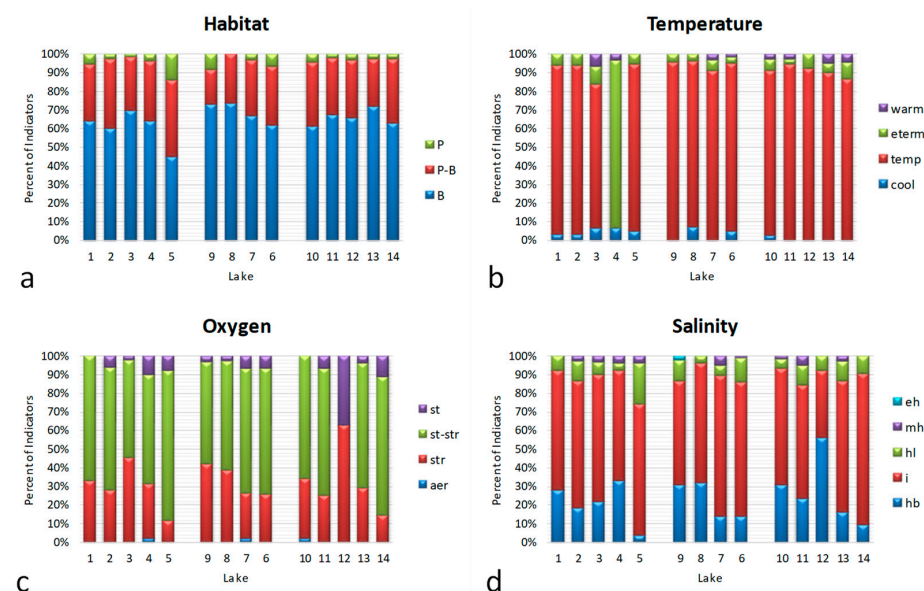 Habitat
100%
90%
80%
70%
60%
50%
40%
30%
20%
10%
0%
Percent of Indicators
1 2 3 4 5 9 8 7 6 10 11 12 13 14
Lake
P
P-B
B
a
Temperature
100%
90%
80%
70%
60%
50%
40%
30%
20%
10%
0%
Percent of Indicators
1 2 3 4 5 9 8 7 6 10 11 12 13 14
Lake
warm
eterm
temp
cool
b
Oxygen
100%
90%
80%
70%
60%
50%
40%
30%
20%
10%
0%
Percent of Indicators
1 2 3 4 5 9 8 7 6 10 11 12 13 14
Lake
st
st-str
str
aer
c
Salinity
100%
90%
80%
70%
60%
50%
40%
30%
20%
10%
0%
Percent of Indicators
1 2 3 4 5 9 8 7 6 10 11 12 13 14
Lake
eh
mh
hl
i
hb
d